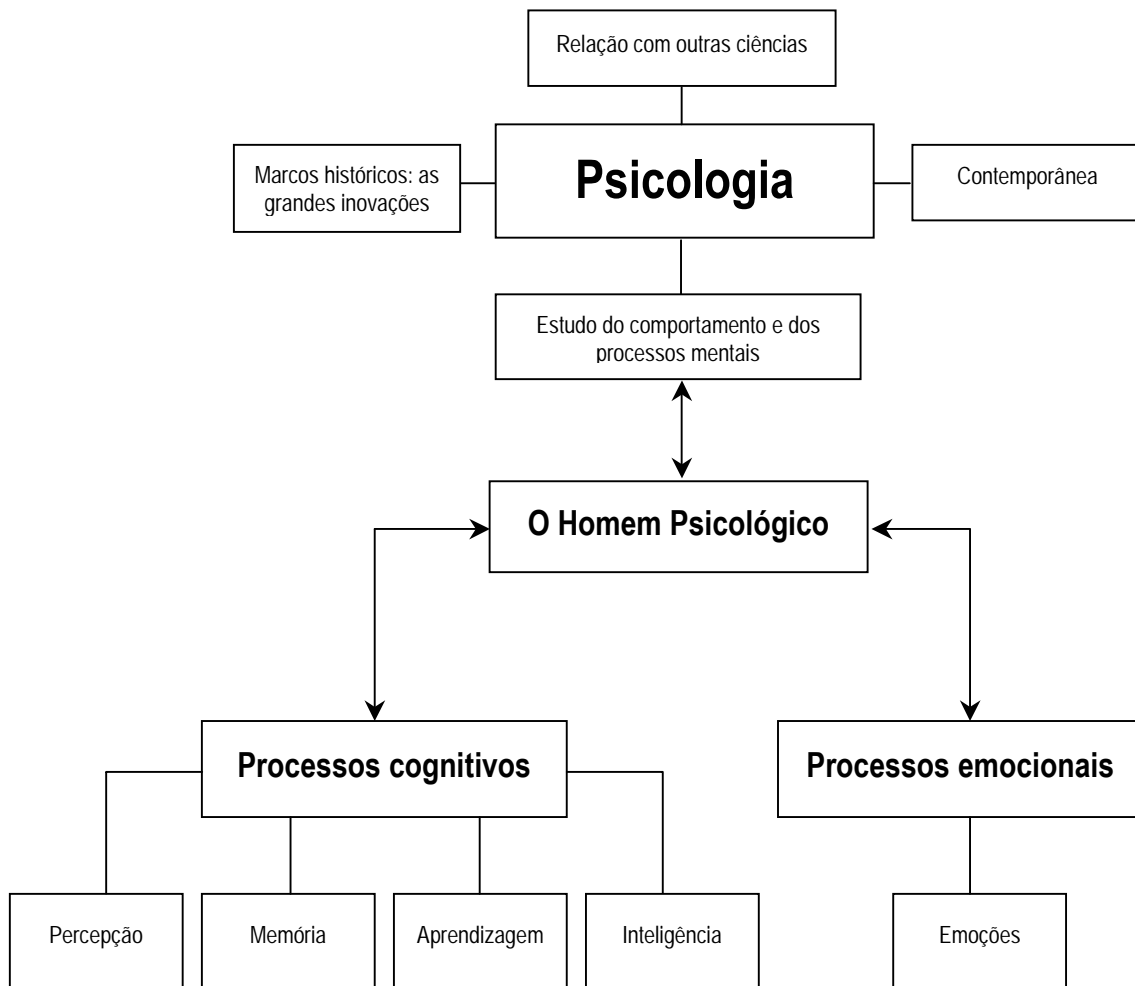 Relação com outras ciências
Marcos históricos: as
grandes inovações
Psicologia
Contemporânea
Estudo do comportamento e dos
processos mentais
O Homem Psicológico
Processos cognitivos
Processos emocionais
Percepção
Memória
Aprendizagem
Inteligência
Emoções